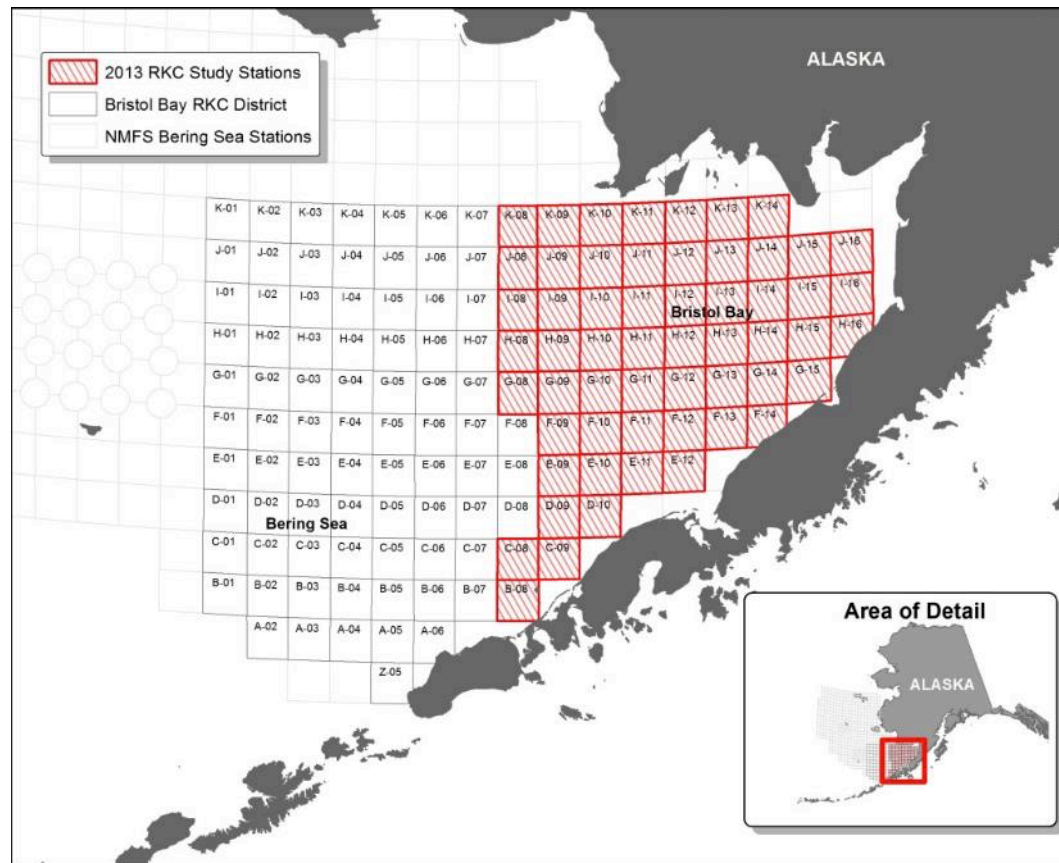 ALASKA
2013 RKC Study Stations
Bristol Bay RKC District
NMFS Bering Sea Stations
K-01 K-02 K-03 K-04 K-05 K-06 K-07 K-08 K-09 K-10 K-11 K-12 K-13 K-14
J-01 J-02 J-03 J-04 J-05 J-06 J-07 J-08 J-09 J-10 J-11 J-12 J-13 J-14 J-15 J-16
I-01 I-02 I-03 I-04 I-05 I-06 I-07 I-08 I-09 I-10 I-11 I-12 I-13 I-14 I-15 I-16
Bristol Bay
H-01 H-02 H-03 H-04 H-05 H-06 H-07 H-08 H-09 H-10 H-11 H-12 H-13 H-14 H-15 H-16
G-01 G-02 G-03 G-04 G-05 G-06 G-07 G-08 G-09 G-10 G-11 G-12 G-13 G-14 G-15
F-01 F-02 F-03 F-04 F-05 F-06 F-07 F-08 F-09 F-10 F-11 F-12 F-13 F-14
E-01 E-02 E-03 E-04 E-05 E-06 E-07 E-08 E-09 E-10 E-11 E-12
D-01 D-02 D-03 D-04 D-05 D-06 D-07 D-08 D-09 D-10
Bering Sea
C-01 C-02 C-03 C-04 C-05 C-06 C-07 C-08 C-09
B-01 B-02 B-03 B-04 B-05 B-06 B-07 B-08
A-02 A-03 A-04 A-05 A-06
Z-05
Area of Detail
ALASKA